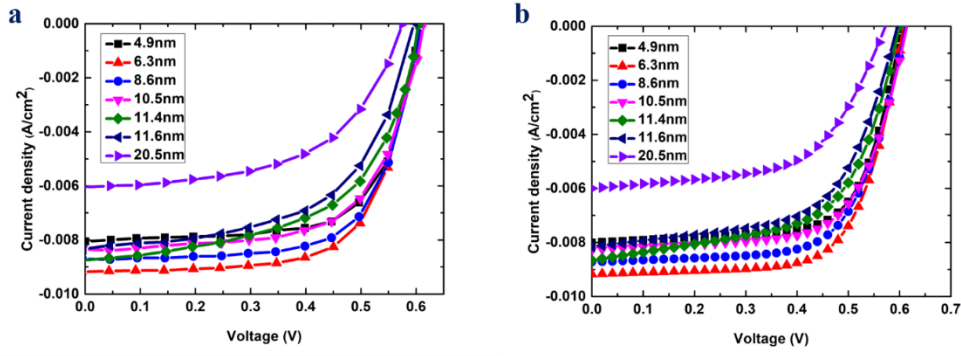 a
0.000
-0.002
-0.004
-0.006
-0.008
-0.010
Current density (A/cm²)
4.9nm
6.3nm
8.6nm
10.5nm
11.4nm
11.6nm
20.5nm
0.0 0.1 0.2 0.3 0.4 0.5 0.6
Voltage (V)
b
0.000
-0.002
-0.004
-0.006
-0.008
-0.010
Current density (A/cm²)
4.9nm
6.3nm
8.6nm
10.5nm
11.4nm
11.6nm
20.5nm
0.0 0.1 0.2 0.3 0.4 0.5 0.6 0.7
Voltage (V)